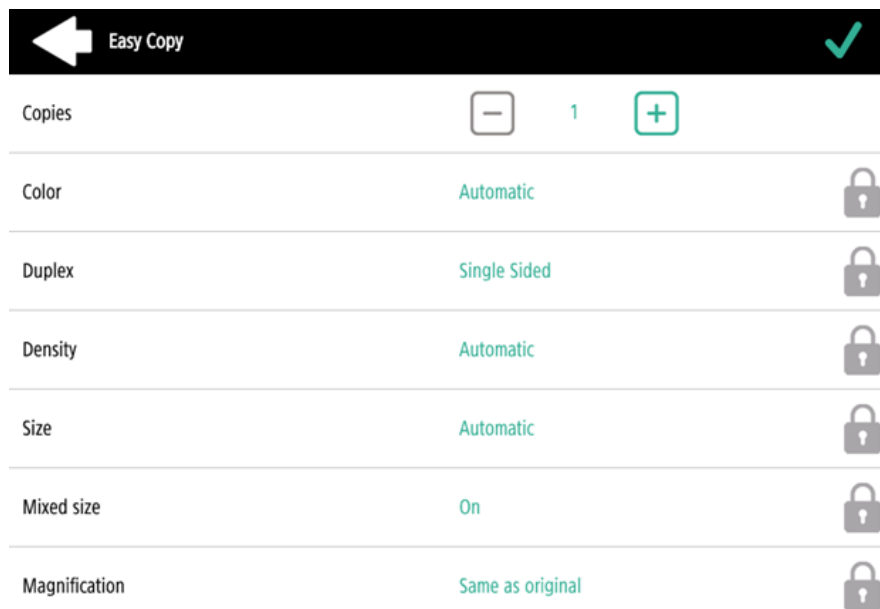 Easy Copy
Copies 1
Color Automatic
Duplex Single Sided
Density Automatic
Size Automatic
Mixed size On
Magnification Same as original